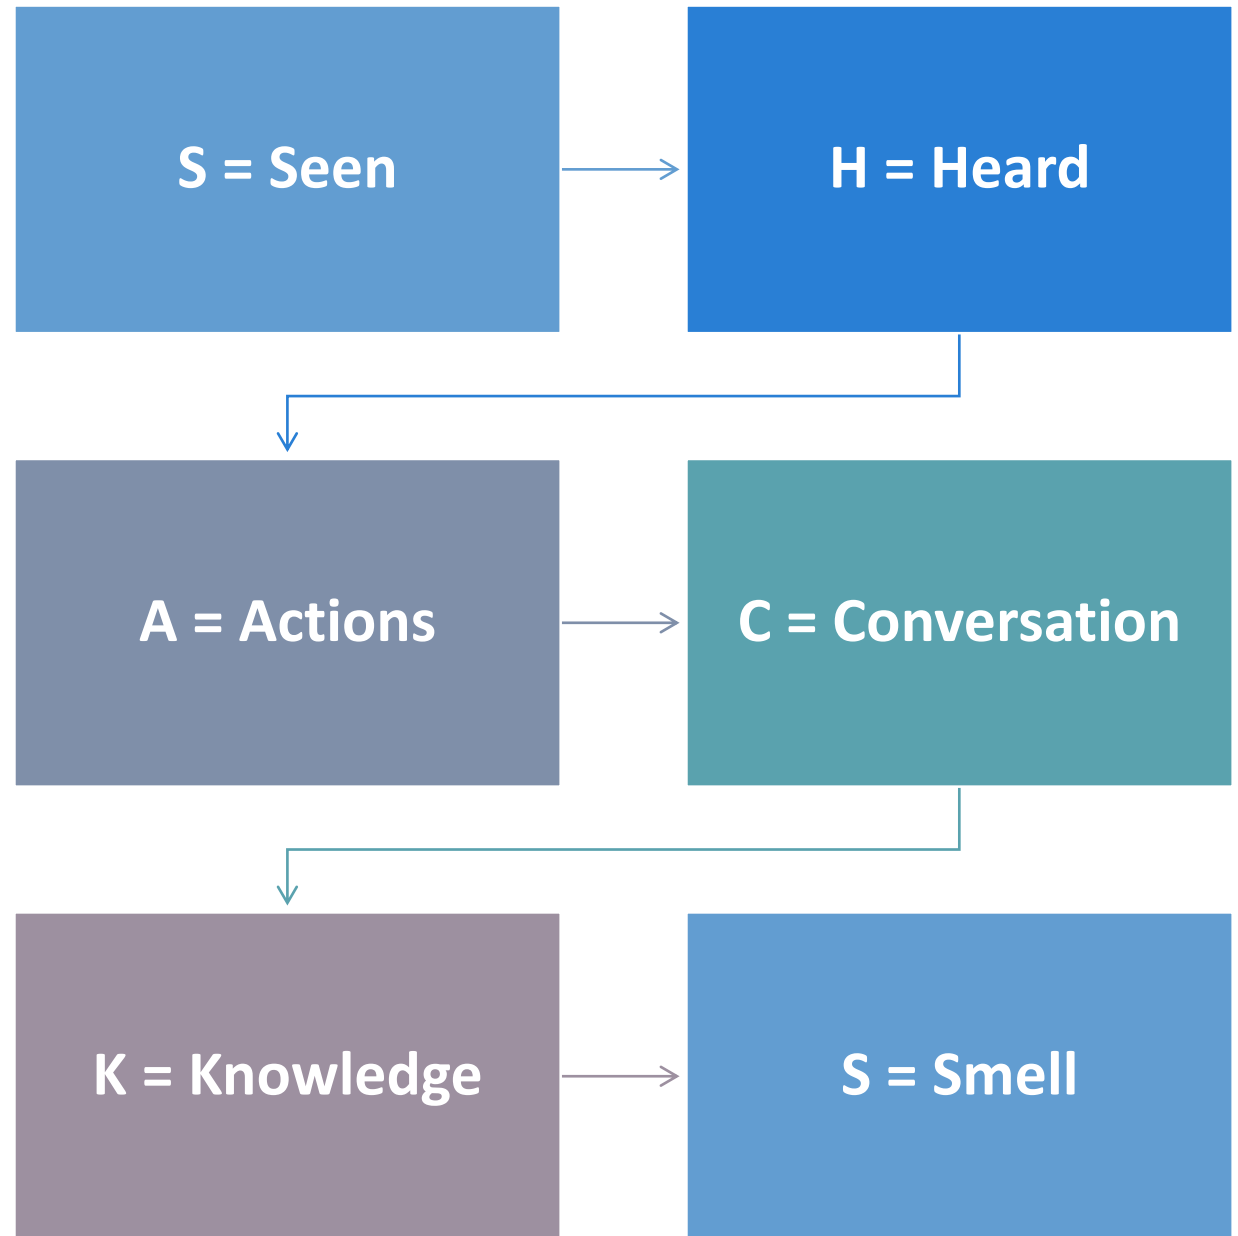 S = Seen
H = Heard
A = Actions
C = Conversation
K = Knowledge
S = Smell